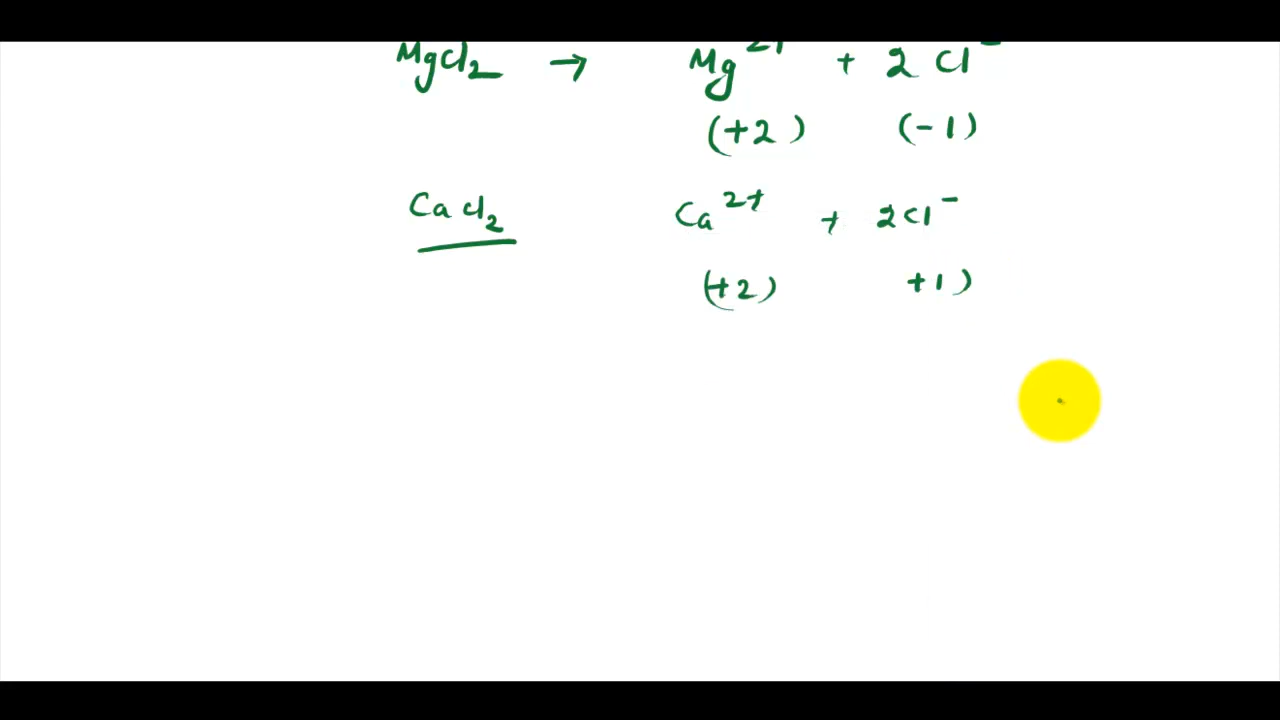 MgCl₂ → Mg²⁺ + 2 Cl⁻
(+2) (-1)
CaCl₂ Ca²⁺ + 2Cl⁻
(+2) +1)